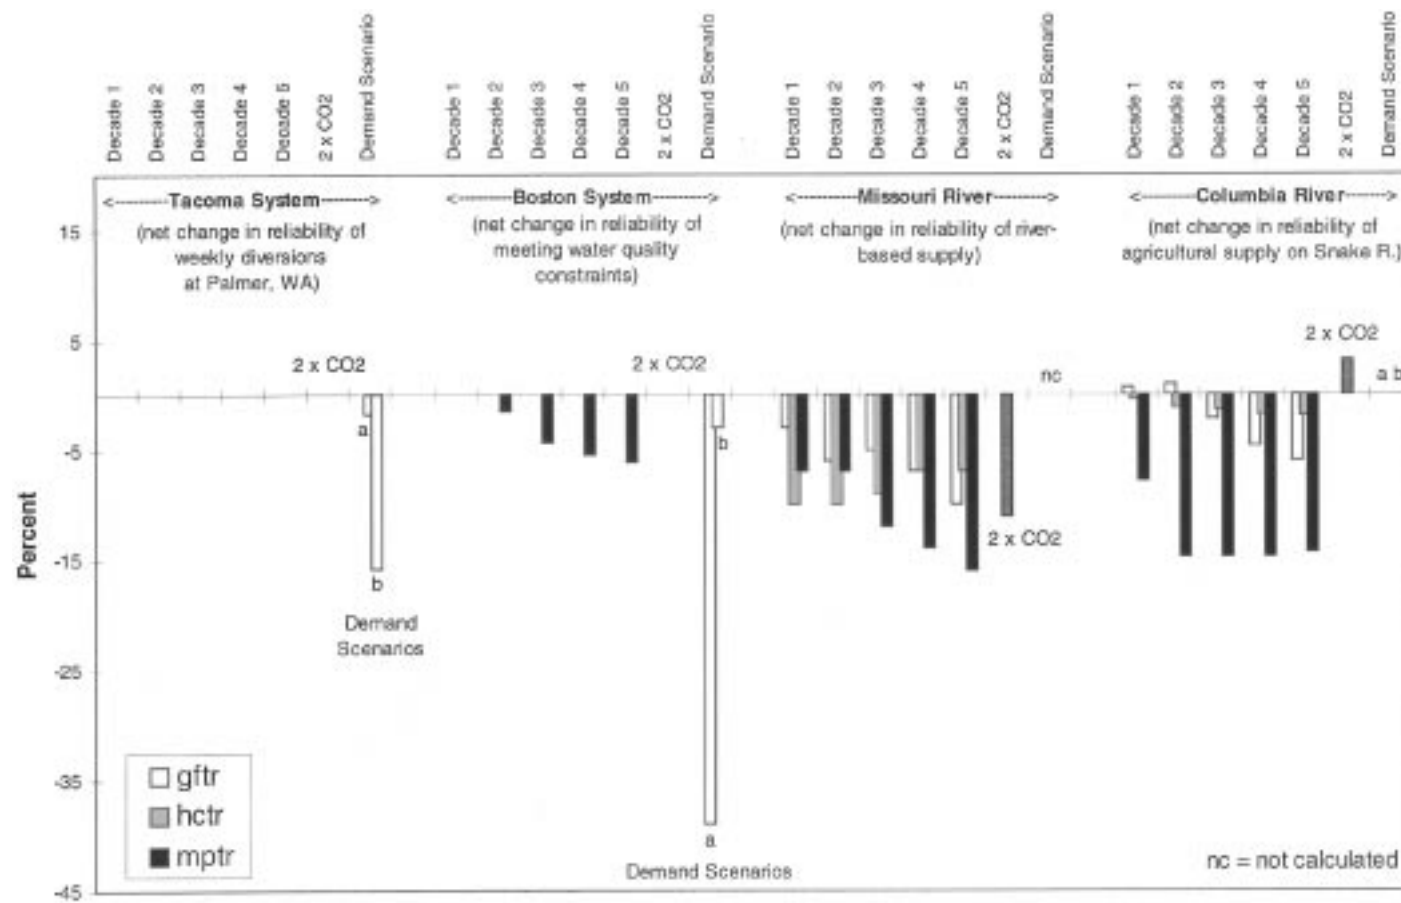 Decade 1
Decade 2
Decade 3
Decade 4
Decade 5
2 x CO2
Demand Scenario
Decade 1
Decade 2
Decade 3
Decade 4
Decade 5
2 x CO2
Demand Scenario
Decade 1
Decade 2
Decade 3
Decade 4
Decade 5
2 x CO2
Demand Scenario
Decade 1
Decade 2
Decade 3
Decade 4
Decade 5
2 x CO2
Demand Scenario
<-------Tacoma System------->
(net change in reliability of
weekly diversions
at Palmer, WA)
<-------Boston System------->
(net change in reliability of
meeting water quality
constraints)
<---------Missouri River--------->
(net change in reliability of river-
based supply)
<---------Columbia River--------->
(net change in reliability of
agricultural supply on Snake R.)
Percent
15
5
-5
-15
-25
-35
-45
2 x CO2
a
b
Demand
Scenarios
2 x CO2
b
a
Demand Scenarios
nc
2 x CO2
2 x CO2
a b
gftr
hctr
mptr
nc = not calculated